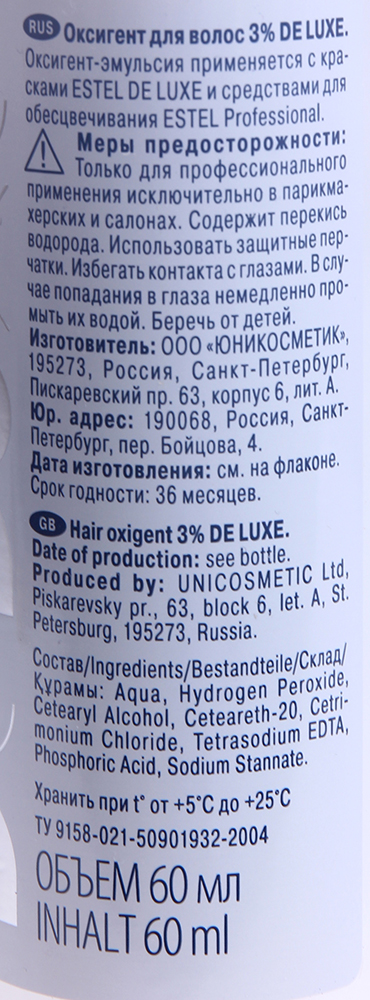 RUS Оксигент для волос 3% DE LUXE.
Оксигент-эмульсия применяется с кра-
сками ESTEL DE LUXE и средствами для
обесцвечивания ESTEL Professional.
Меры предосторожности:
Только для профессионального
применения исключительно в парикма-
херских и салонах. Содержит перекись
водорода. Использовать защитные пер-
чатки. Избегать контакта с глазами. В слу-
чае попадания в глаза немедленно про-
мыть их водой. Беречь от детей.
Изготовитель: ООО «ЮНИКОСМЕТИК»,
195273, Россия, Санкт-Петербург,
Пискаревский пр. 63, корпус 6, лит. А.
Юр. адрес: 190068, Россия, Санкт-
Петербург, пер. Бойцова, 4.
Дата изготовления: см. на флаконе.
Срок годности: 36 месяцев.
GB Hair oxigent 3% DE LUXE.
Date of production: see bottle.
Produced by: UNICOSMETIC Ltd,
Piskarevsky pr., 63, block 6, let. A, St.
Petersburg, 195273, Russia.
Состав/Ingredients/Bestandteile/Склад/
Құрамы: Aqua, Hydrogen Peroxide,
Cetearyl Alcohol, Ceteareth-20, Cetri-
monium Chloride, Tetrasodium EDTA,
Phosphoric Acid, Sodium Stannate.
Хранить при t° от +5°C до +25°C
ТУ 9158-021-50901932-2004
ОБЪЕМ 60 мл
INHALT 60 ml